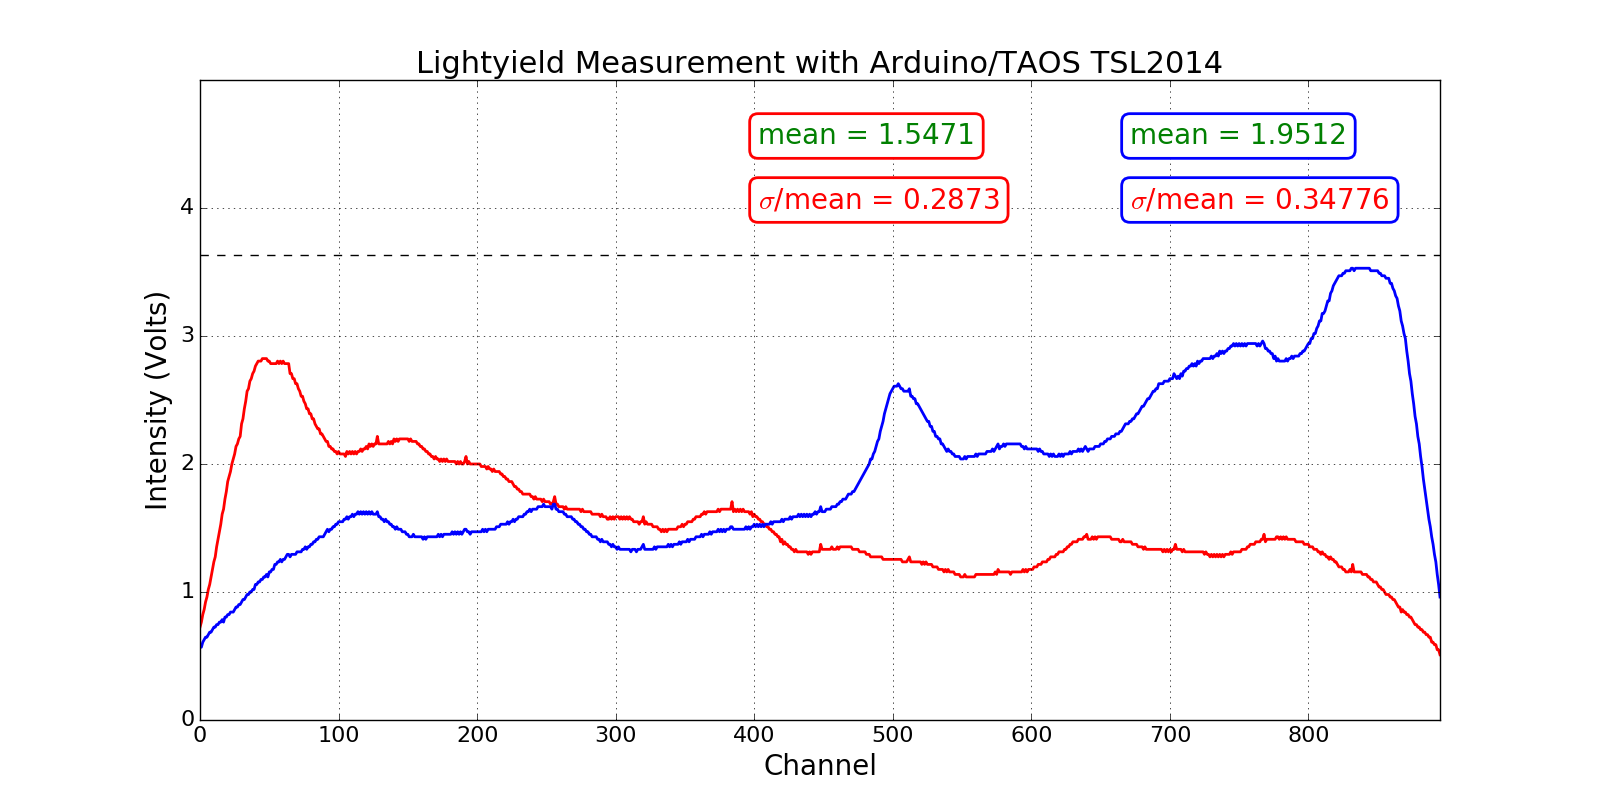 Lightyield Measurement with Arduino/TAOS TSL2014
mean = 1.5471
mean = 1.9512
σ/mean = 0.2873
σ/mean = 0.34776
Intensity (Volts)
4
3
2
1
0
0 100 200 300 400 500 600 700 800
Channel